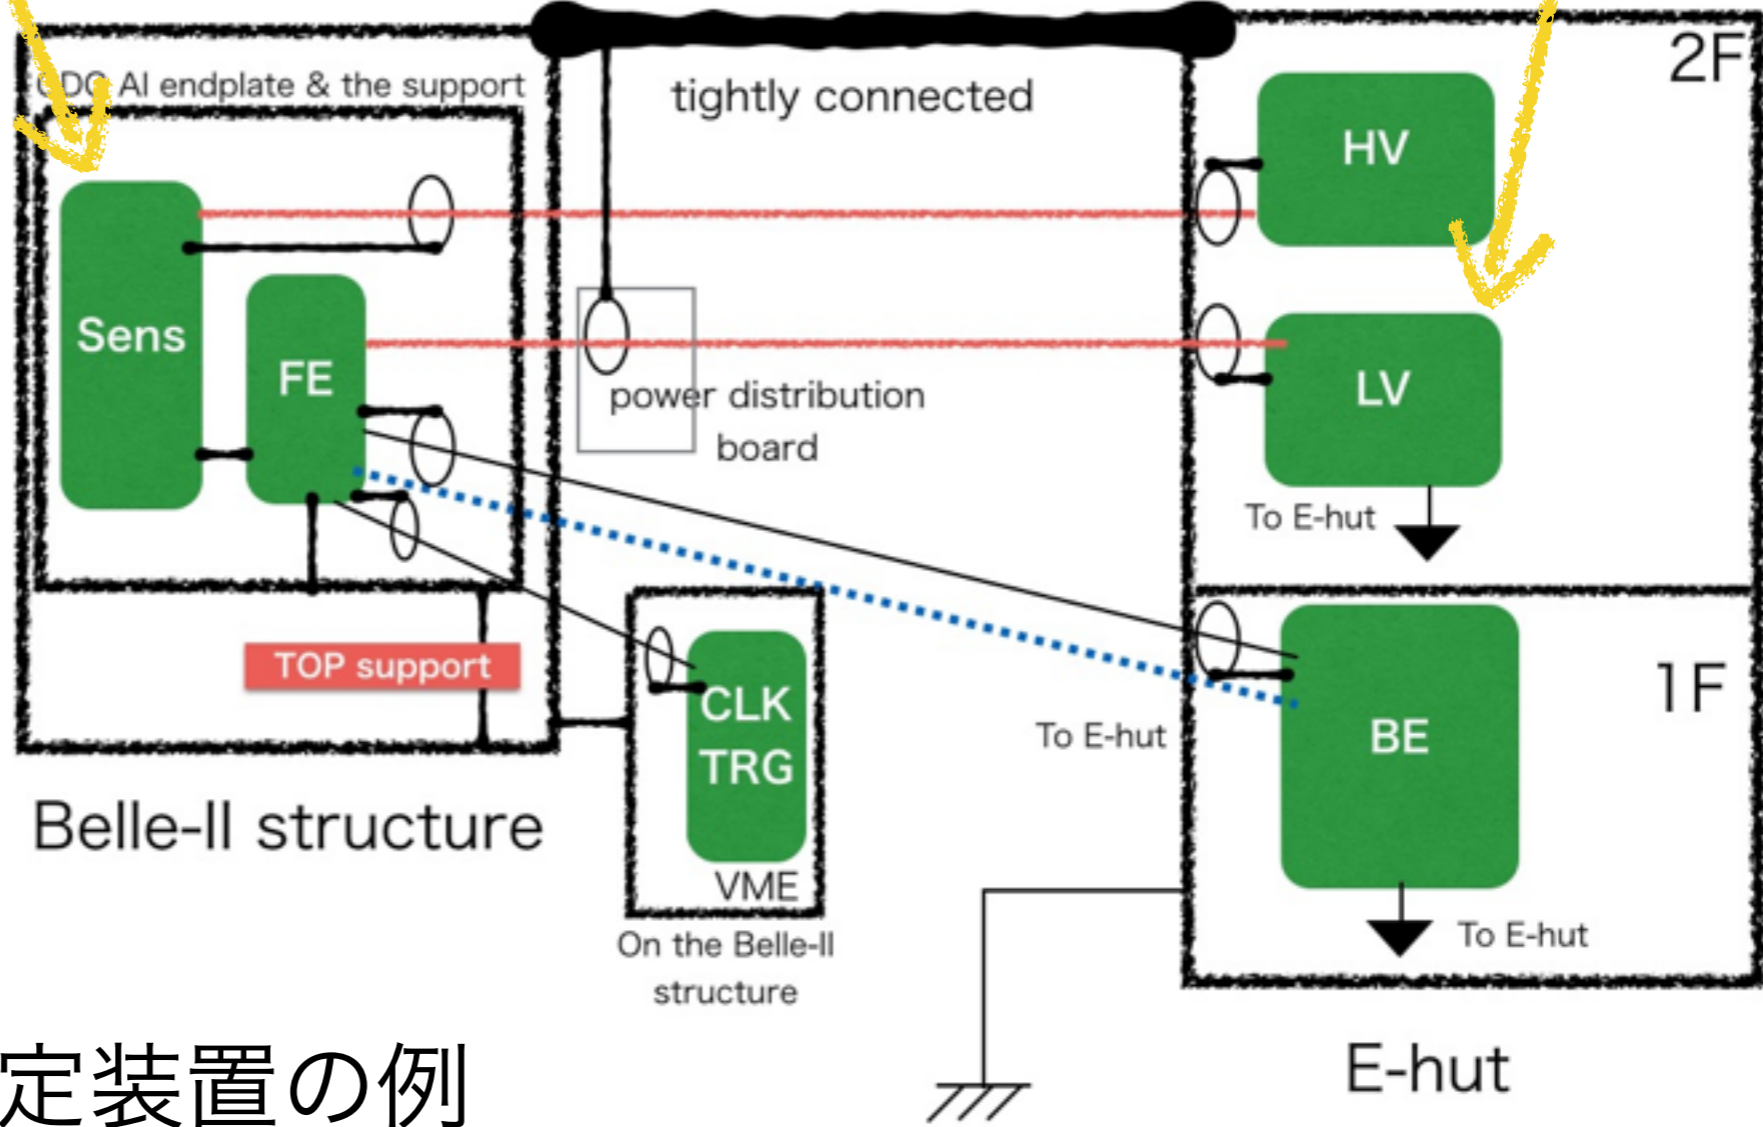 CDC Al endplate & the support
tightly connected
2F
HV
Sens
FE
LV
power distribution
board
To E-hut
TOP support
CLK
TRG
VME
On the Belle-II
structure
To E-hut
1F
BE
To E-hut
Belle-II structure
E-hut
定装置の例